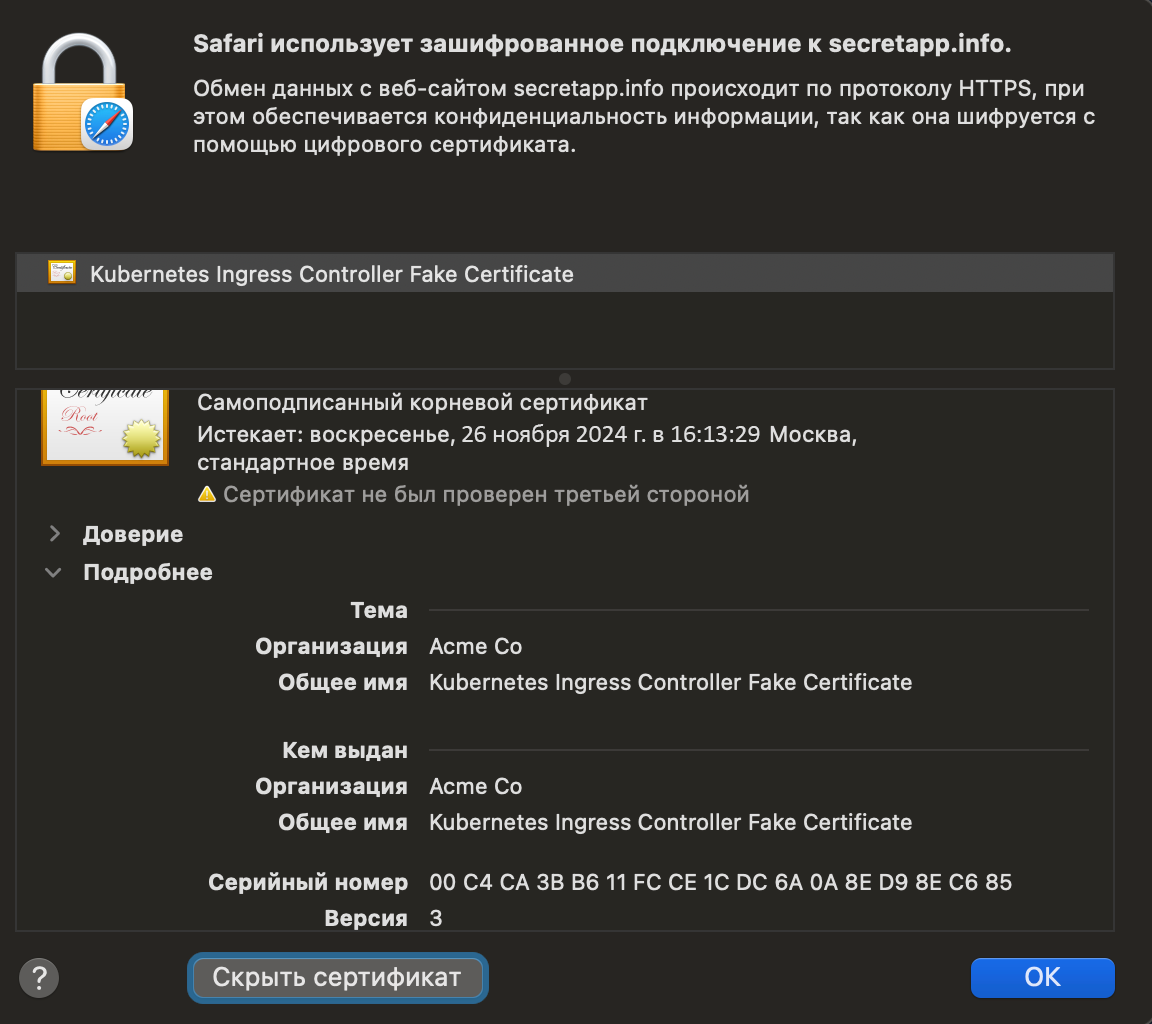 Safari использует зашифрованное подключение к secretapp.info.
Обмен данных с веб-сайтом secretapp.info происходит по протоколу HTTPS, при
этом обеспечивается конфиденциальность информации, так как она шифруется с
помощью цифрового сертификата.
Kubernetes Ingress Controller Fake Certificate
Certificate
Root
Самоподписанный корневой сертификат
Истекает: воскресенье, 26 ноября 2024 г. в 16:13:29 Москва,
стандартное время
Сертификат не был проверен третьей стороной
Доверие
Подробнее
Тема
Организация Acme Co
Общее имя Kubernetes Ingress Controller Fake Certificate
Кем выдан
Организация Acme Co
Общее имя Kubernetes Ingress Controller Fake Certificate
Серийный номер 00 C4 CA 3B B6 11 FC CE 1C DC 6A 0A 8E D9 8E C6 85
Версия 3
?
Скрыть сертификат
OK